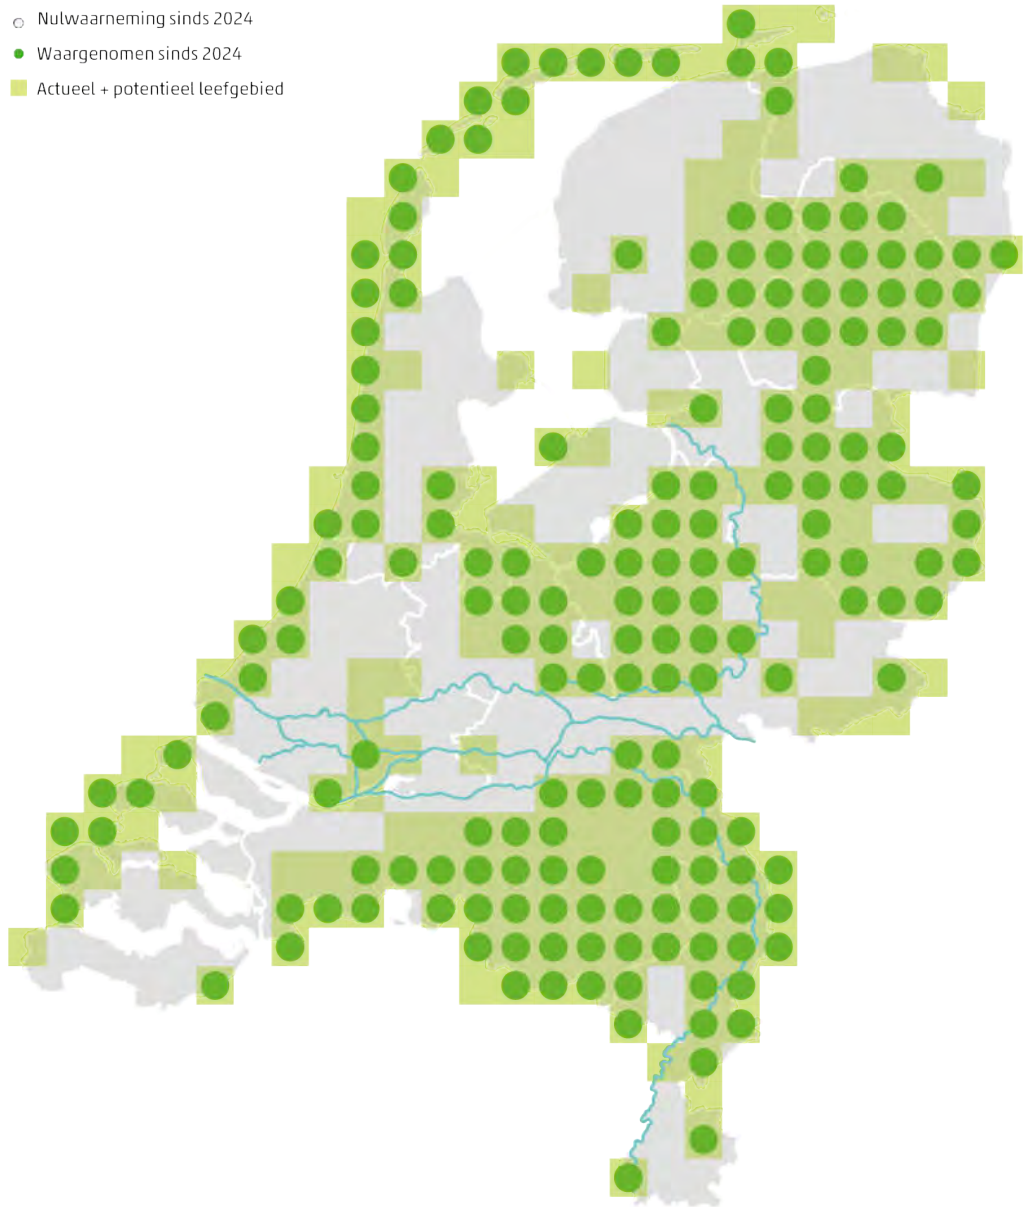 Nulwaarneming sinds 2024
Waargenomen sinds 2024
Actueel + potentieel leefgebied